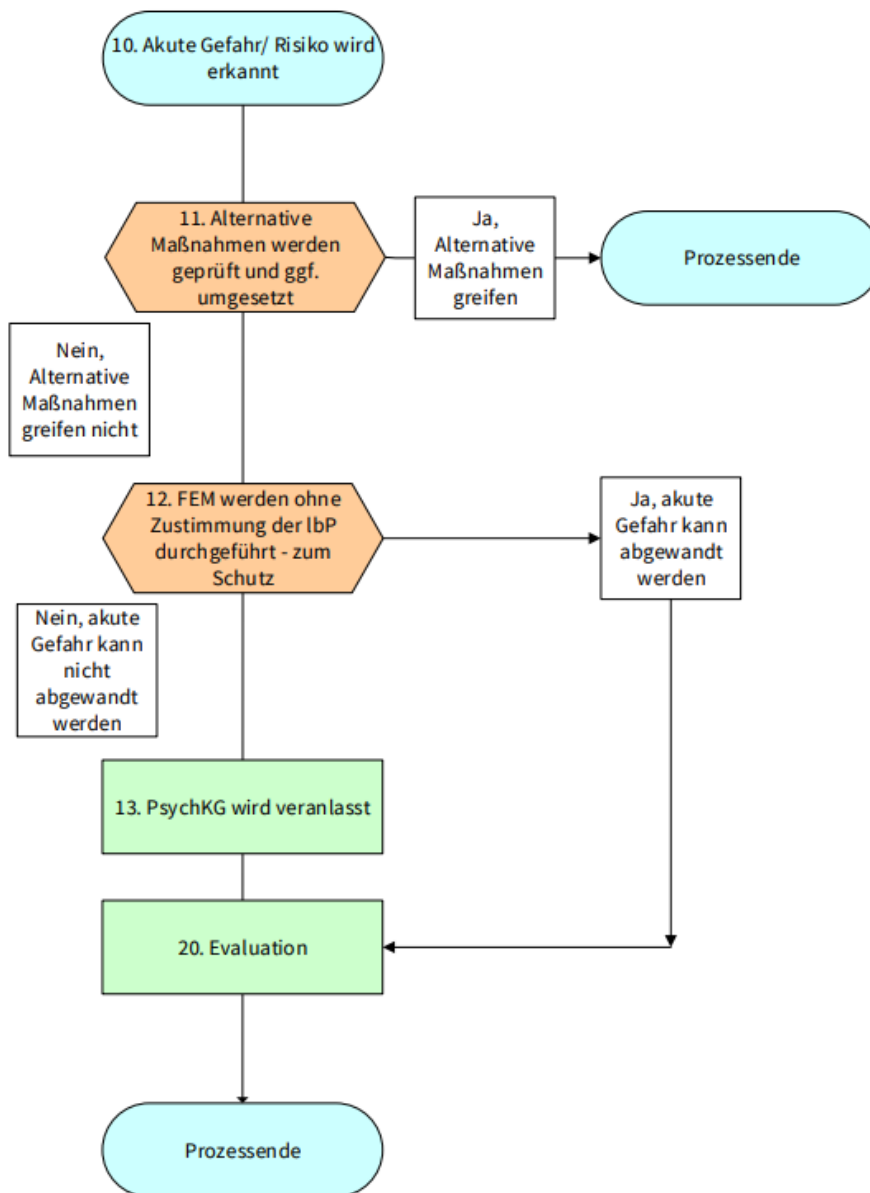 10. Akute Gefahr/ Risiko wird
erkannt
11. Alternative
Maßnahmen werden
geprüft und ggf.
umgesetzt
Ja,
Alternative
Maßnahmen
greifen
Prozessende
Nein,
Alternative
Maßnahmen
greifen nicht
12. FEM werden ohne
Zustimmung der lbP
durchgeführt - zum
Schutz
Ja, akute
Gefahr kann
abgewandt
werden
Nein, akute
Gefahr kann
nicht
abgewandt
werden
13. PsychKG wird veranlasst
20. Evaluation
Prozessende